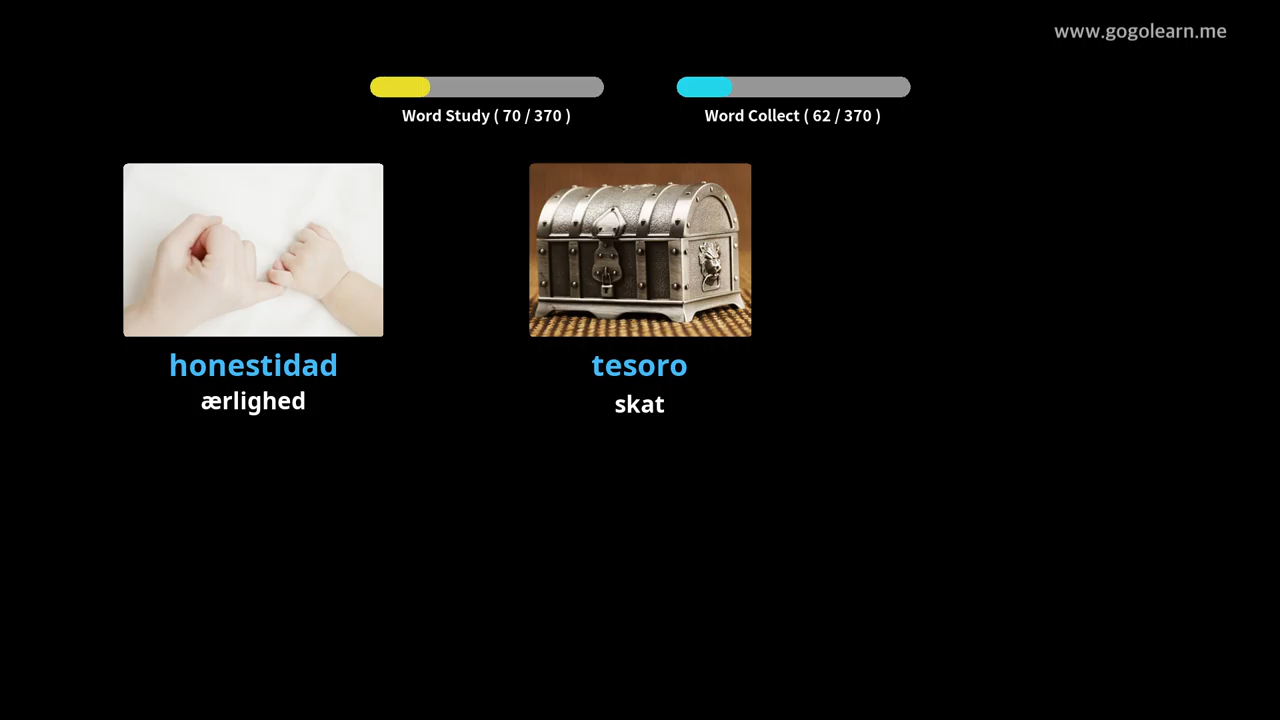 www.gogolearn.me
Word Study ( 70 / 370 )
Word Collect ( 62 / 370 )
honestidad
ærlighed
tesoro
skat